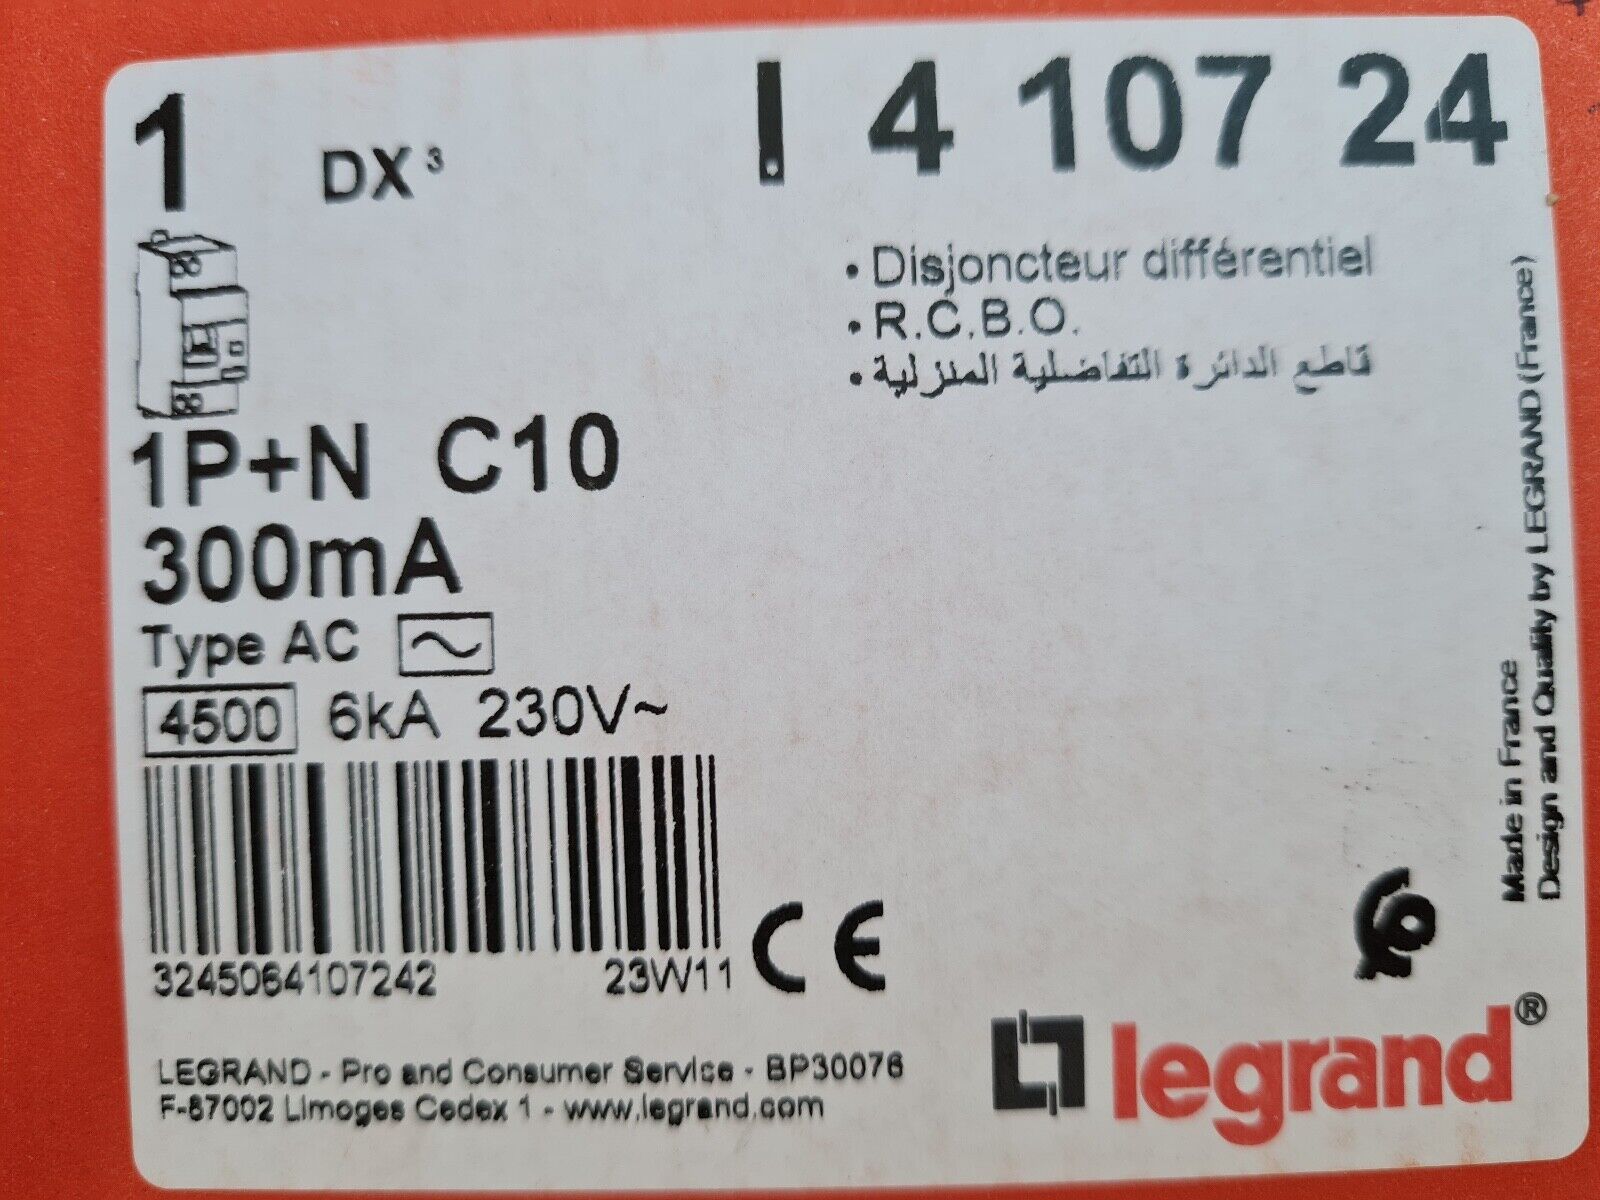 1 DX³ 4 107 24
• Disjoncteur différentiel
• R.C.B.O.
• قاطع الدائرة التفاضلية المنزلية
1P+N C10
300mA
Type AC ~
4500 6kA 230V~
3245064107242 23W11 CE
LEGRAND - Pro and Consumer Service - BP30076
F-87002 Limoges Cedex 1 - www.legrand.com
legrand®
Made in France
Design and Quality by LEGRAND (France)